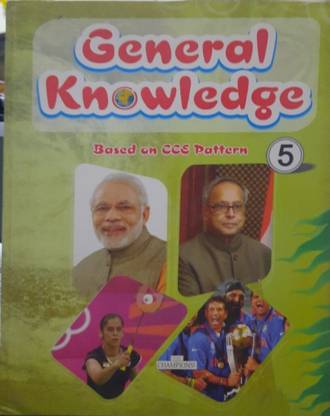 General
Knowledge
Based on CCE Pattern
5
CHAMPIONS!